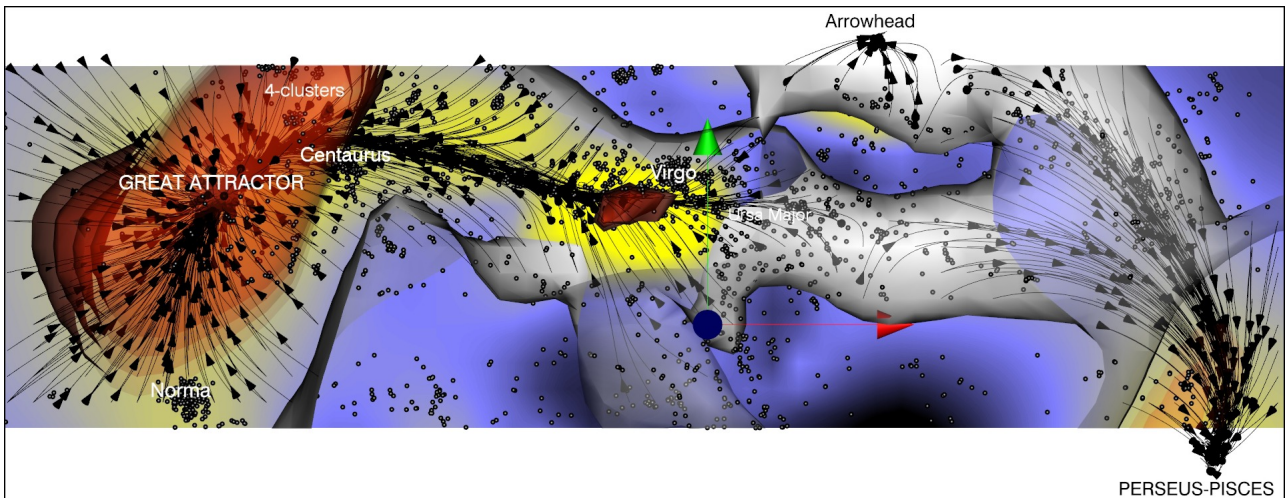 Arrowhead
4-clusters
Centaurus
Virgo
GREAT ATTRACTOR
Ursa Major
Norma
PERSEUS-PISCES